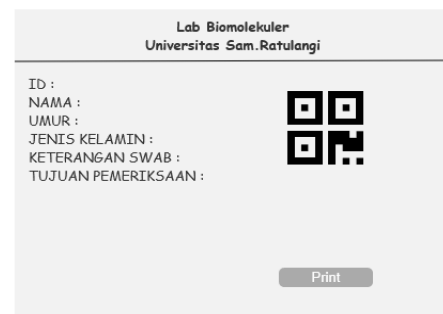 Lab Biomolekuler
Universitas Sam.Ratulangi
ID :
NAMA :
UMUR :
JENIS KELAMIN :
KETERANGAN SWAB :
TUJUAN PEMERIKSAAN :
Print